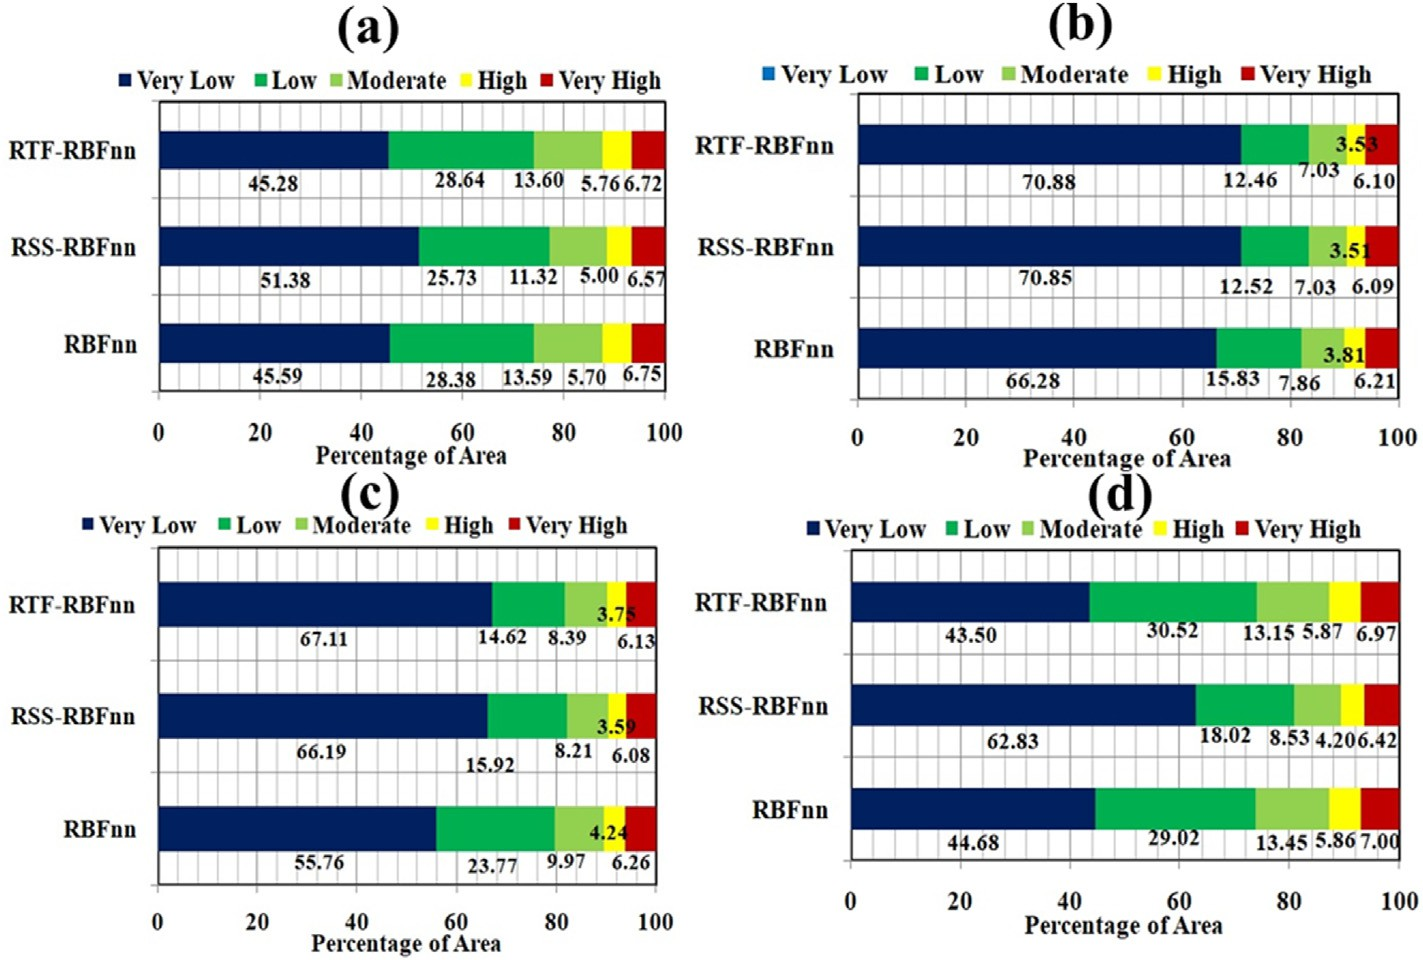 (a)
Very Low Low Moderate High Very High
RTF-RBFnn
45.28 28.64 13.60 5.76 6.72
RSS-RBFnn
51.38 25.73 11.32 5.00 6.57
RBFnn
45.59 28.38 13.59 5.70 6.75
0 20 40 60 80 100
Percentage of Area
(b)
Very Low Low Moderate High Very High
RTF-RBFnn
70.88 12.46 7.03 3.53 6.10
RSS-RBFnn
70.85 12.52 7.03 3.51 6.09
RBFnn
66.28 15.83 7.86 3.81 6.21
0 20 40 60 80 100
Percentage of Area
(c)
Very Low Low Moderate High Very High
RTF-RBFnn
67.11 14.62 8.39 3.75 6.13
RSS-RBFnn
66.19 15.92 8.21 3.59 6.08
RBFnn
55.76 23.77 9.97 4.24 6.26
0 20 40 60 80 100
Percentage of Area
(d)
Very Low Low Moderate High Very High
RTF-RBFnn
43.50 30.52 13.15 5.87 6.97
RSS-RBFnn
62.83 18.02 8.53 4.20 6.42
RBFnn
44.68 29.02 13.45 5.86 7.00
0 20 40 60 80 100
Percentage of Area